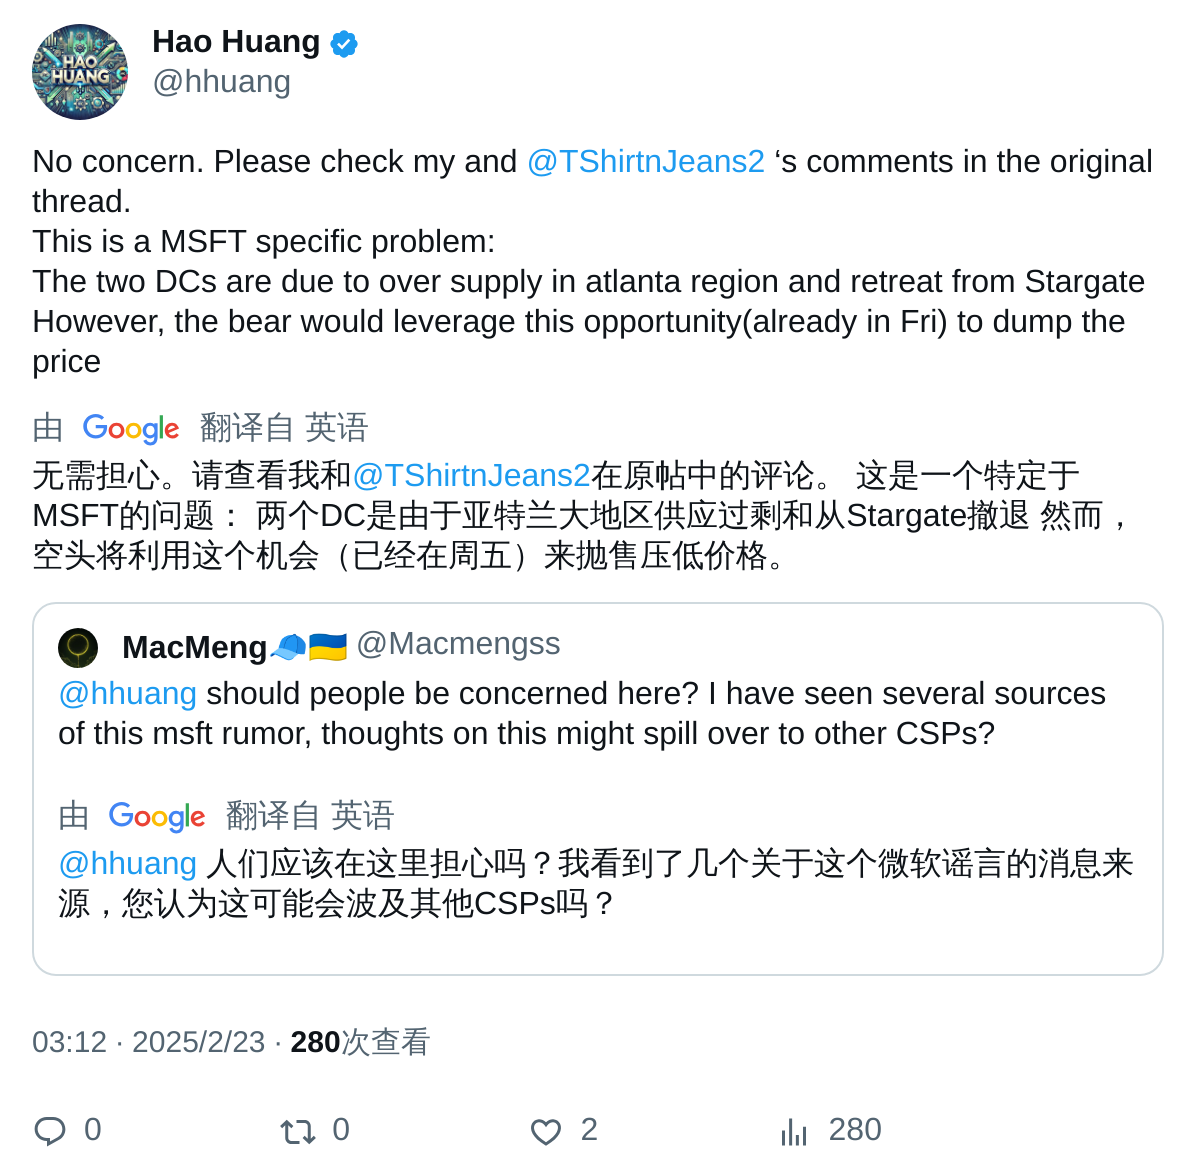 HAO
HUANG
Hao Huang
@hhuang
No concern. Please check my and @TShirtnJeans2 ‘s comments in the original
thread.
This is a MSFT specific problem:
The two DCs are due to over supply in atlanta region and retreat from Stargate
However, the bear would leverage this opportunity(already in Fri) to dump the
price
由 Google 翻译自 英语
无需担心。请查看我和@TShirtnJeans2在原帖中的评论。 这是一个特定于
MSFT的问题： 两个DC是由于亚特兰大地区供应过剩和从Stargate撤退 然而，
空头将利用这个机会（已经在周五）来抛售压低价格。
MacMeng🧢🇺🇦 @Macmengss
@hhuang should people be concerned here? I have seen several sources
of this msft rumor, thoughts on this might spill over to other CSPs?
由 Google 翻译自 英语
@hhuang 人们应该在这里担心吗？我看到了几个关于这个微软谣言的消息来
源，您认为这可能会波及其他CSPs吗？
03:12 · 2025/2/23 · 280次查看
0 0 2 280